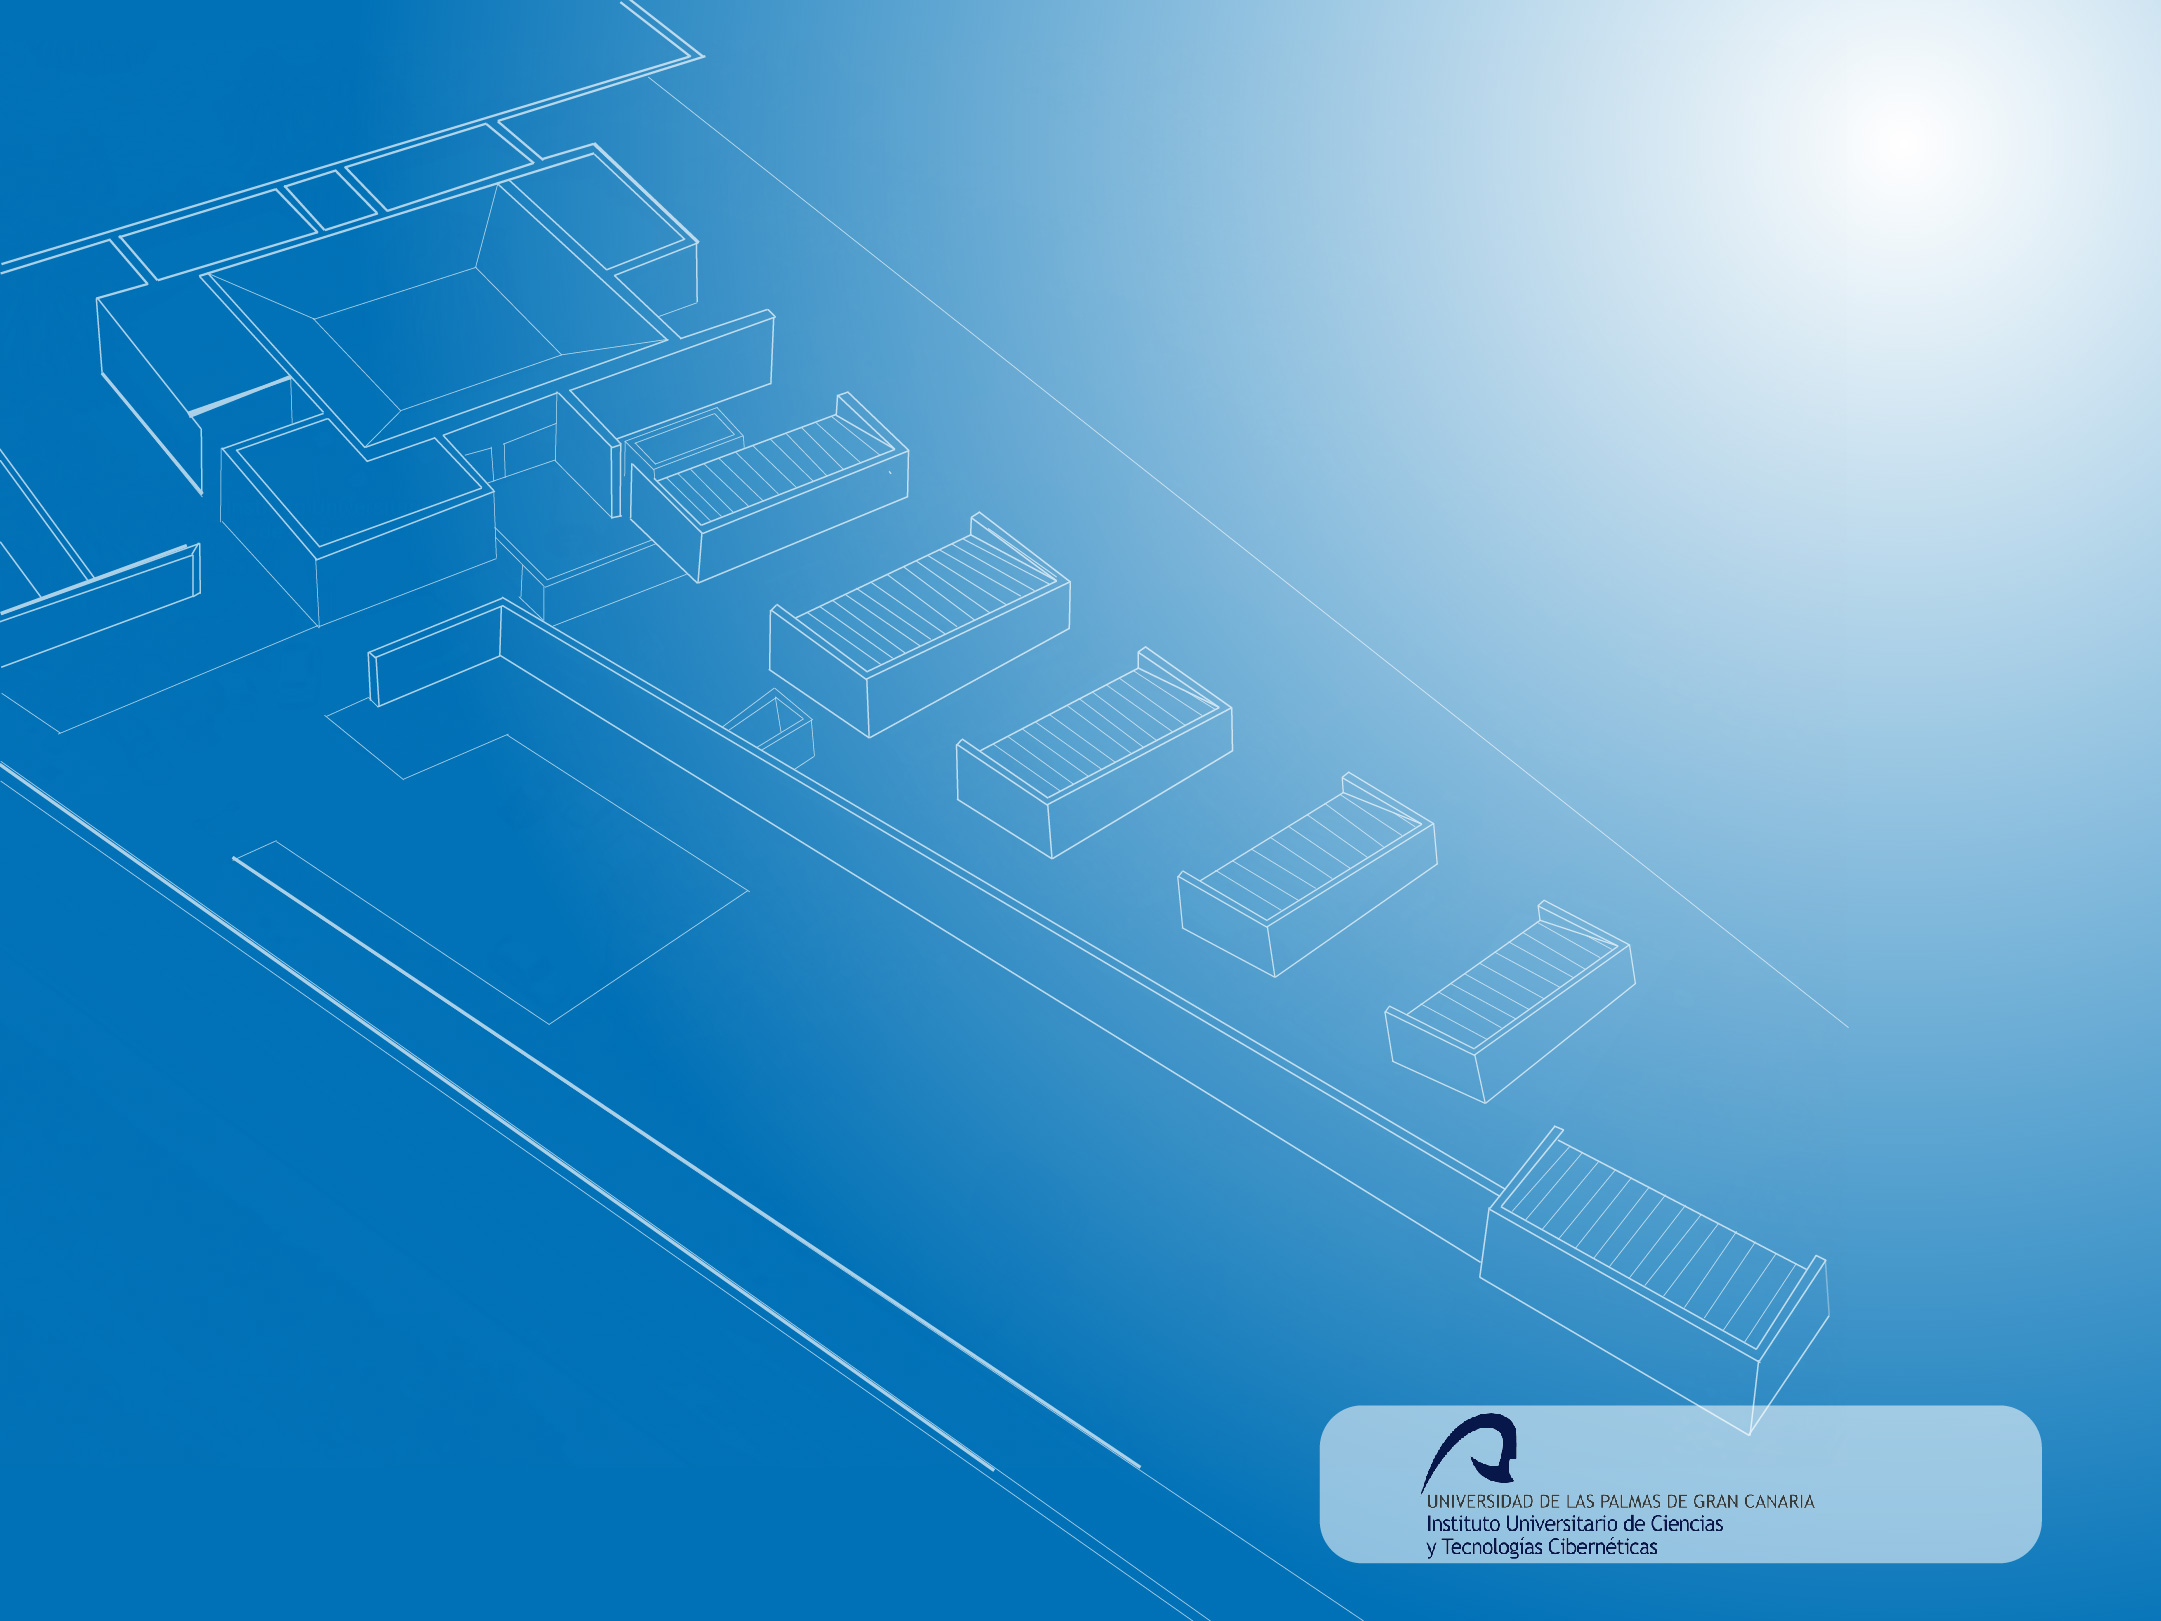 UNIVERSIDAD DE LAS PALMAS DE GRAN CANARIA
Instituto Universitario de Ciencias
y Tecnologías Cibernéticas